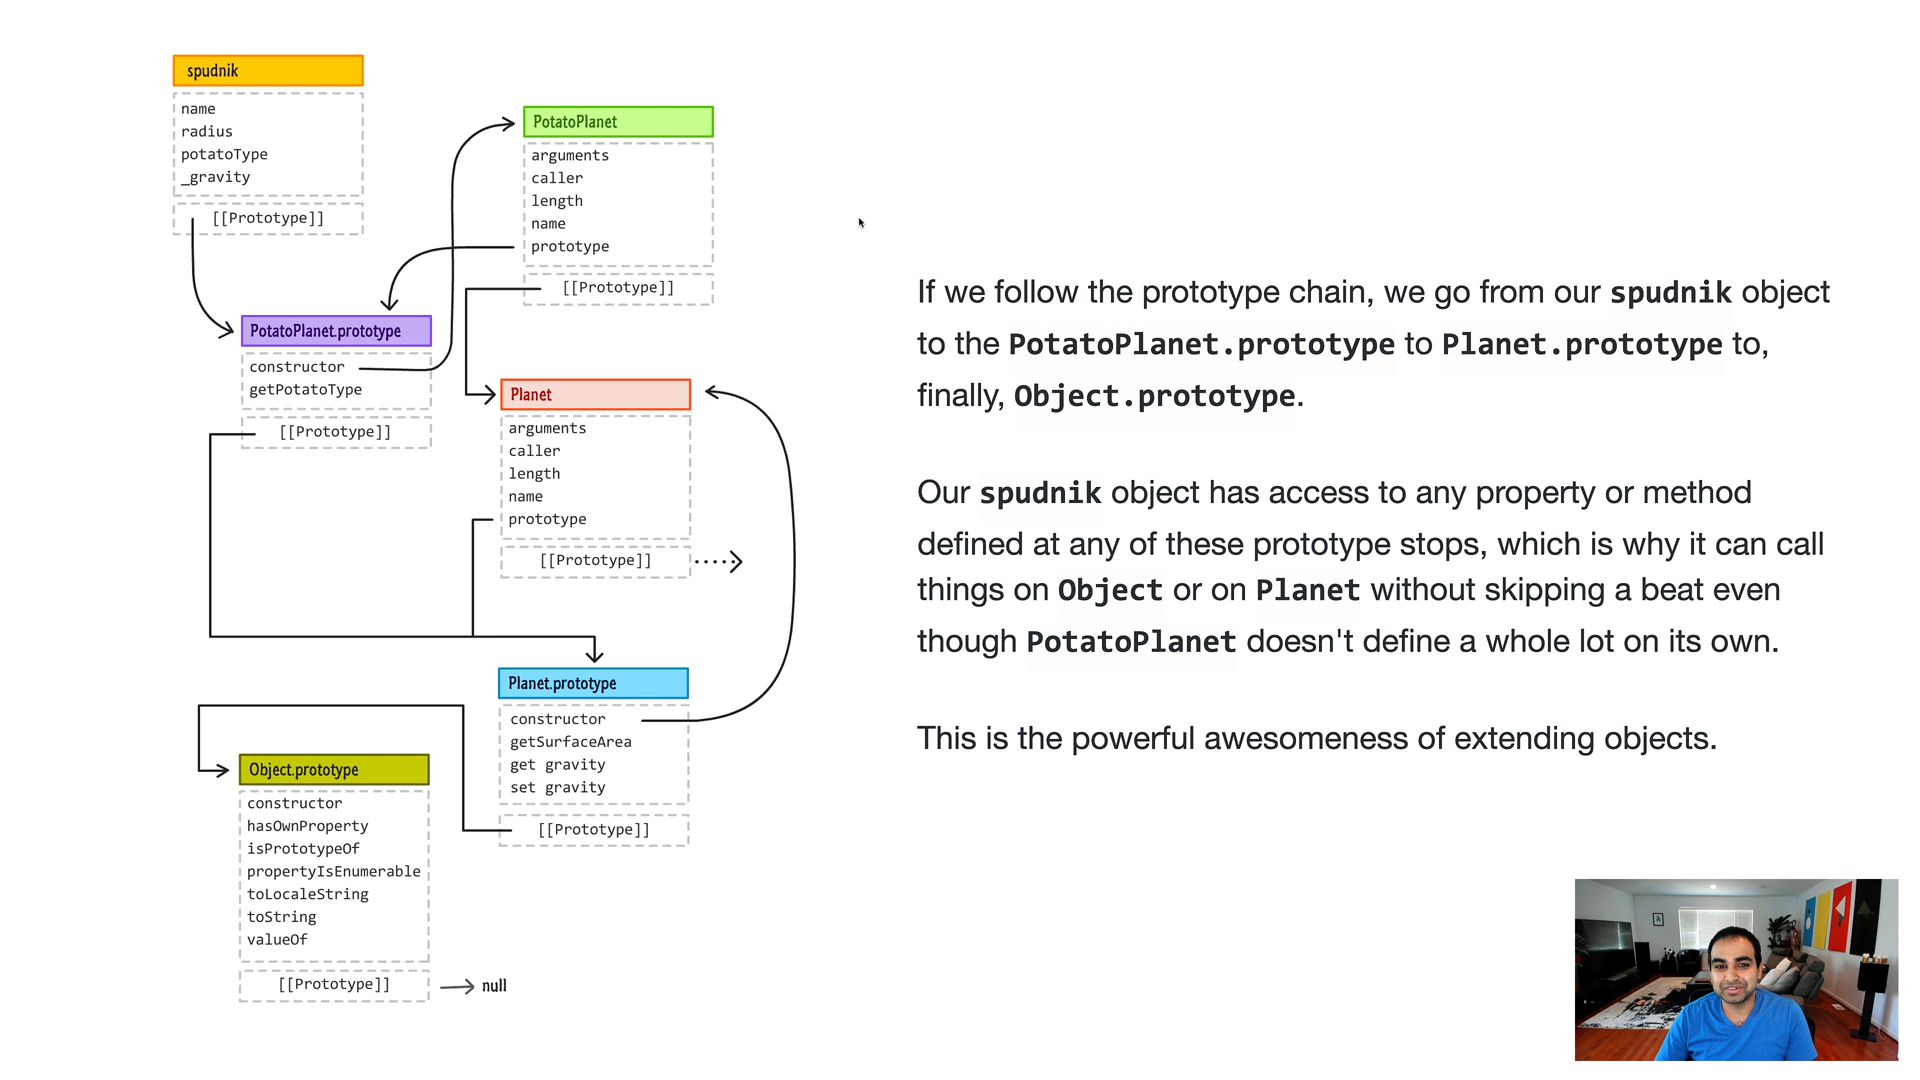 spudnik
name
radius
potatoType
_gravity
[[Prototype]]
PotatoPlanet
arguments
caller
length
name
prototype
[[Prototype]]
PotatoPlanet.prototype
constructor
getPotatoType
[[Prototype]]
Planet
arguments
caller
length
name
prototype
[[Prototype]]
Planet.prototype
constructor
getSurfaceArea
get gravity
set gravity
[[Prototype]]
Object.prototype
constructor
hasOwnProperty
isPrototypeOf
propertyIsEnumerable
toLocaleString
toString
valueOf
[[Prototype]]
null
If we follow the prototype chain, we go from our spudnik object
to the PotatoPlanet.prototype to Planet.prototype to,
finally, Object.prototype.
Our spudnik object has access to any property or method
defined at any of these prototype stops, which is why it can call
things on Object or on Planet without skipping a beat even
though PotatoPlanet doesn't define a whole lot on its own.
This is the powerful awesomeness of extending objects.